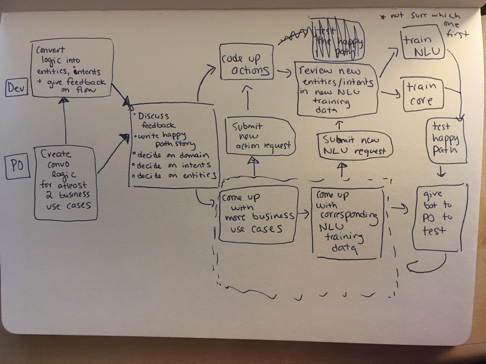 * not sure which
one
first
Dev
Convert
logic into
entities, intents
+ give feedback
on flow
PO
Create
convo
logic
for atleast
2 business
use cases
• Discuss
feedback
• write happy
path story
• decide on domain
• decide on intents
• decide on entities
code up
actions
test
the happy
path
Review new
entities/intents
in new NLU
training
data
Submit
new
action request
Submit new
NLU request
come up
with
more business
use cases
come up
with
corresponding
NLU
training
data
train
NLU
train
core
test
happy
path
give
bot to
PO to
test